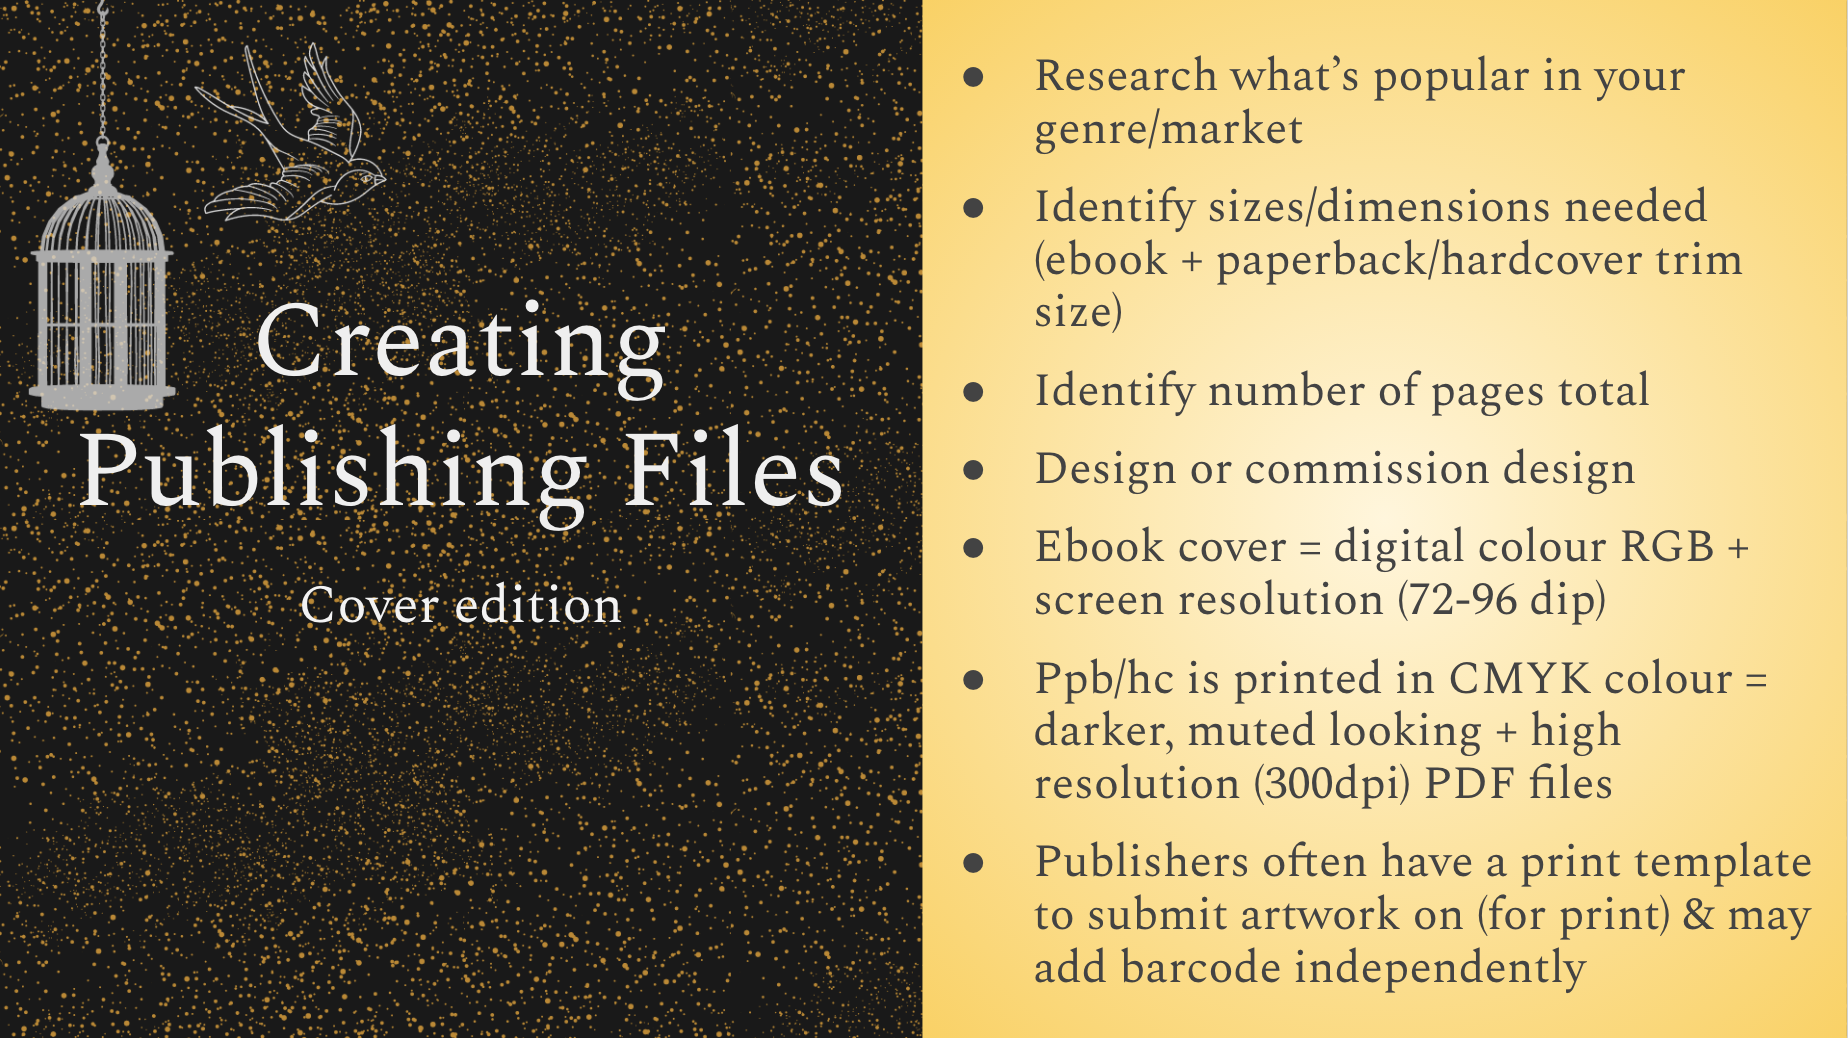 Creating
Publishing Files
Cover edition
● Research what’s popular in your
genre/market
● Identify sizes/dimensions needed
(ebook + paperback/hardcover trim
size)
● Identify number of pages total
● Design or commission design
● Ebook cover = digital colour RGB +
screen resolution (72-96 dip)
● Ppb/hc is printed in CMYK colour =
darker, muted looking + high
resolution (300dpi) PDF files
● Publishers often have a print template
to submit artwork on (for print) & may
add barcode independently